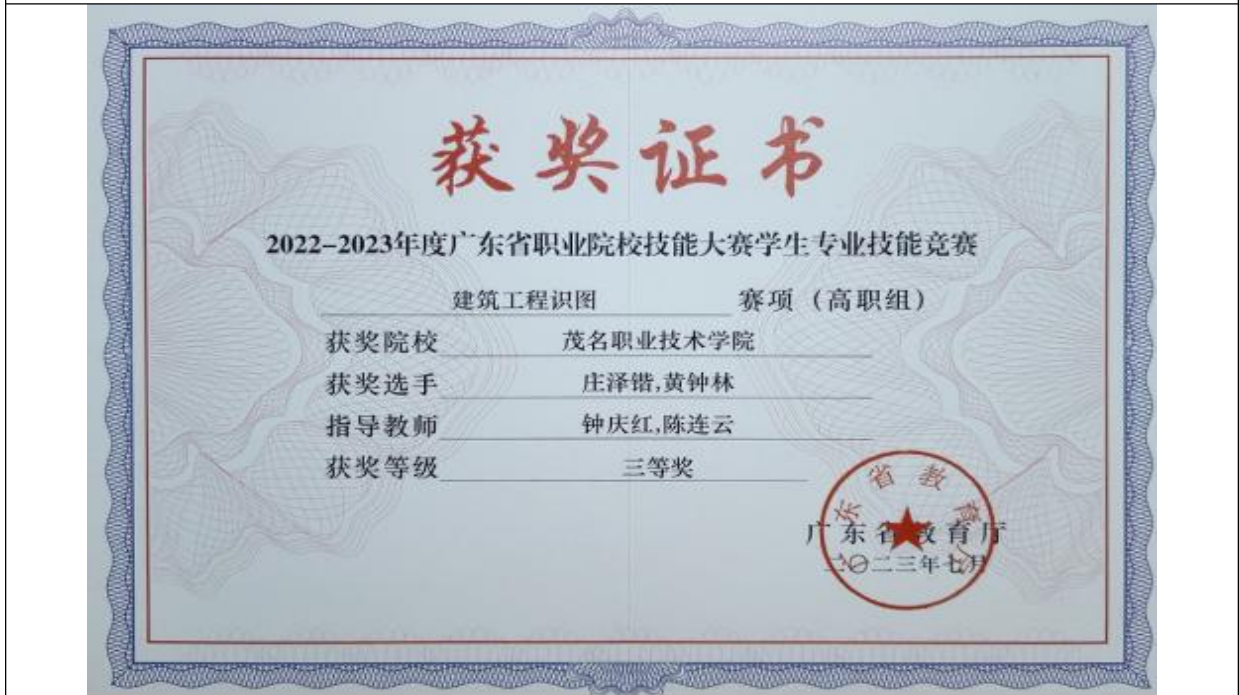 获奖证书
2022-2023年度广东省职业院校技能大赛学生专业技能竞赛
建筑工程识图 赛项（高职组）
获奖院校 茂名职业技术学院
获奖选手 庄泽锴,黄钟林
指导教师 钟庆红,陈连云
获奖等级 三等奖
广东省教育厅
二〇二三年七月